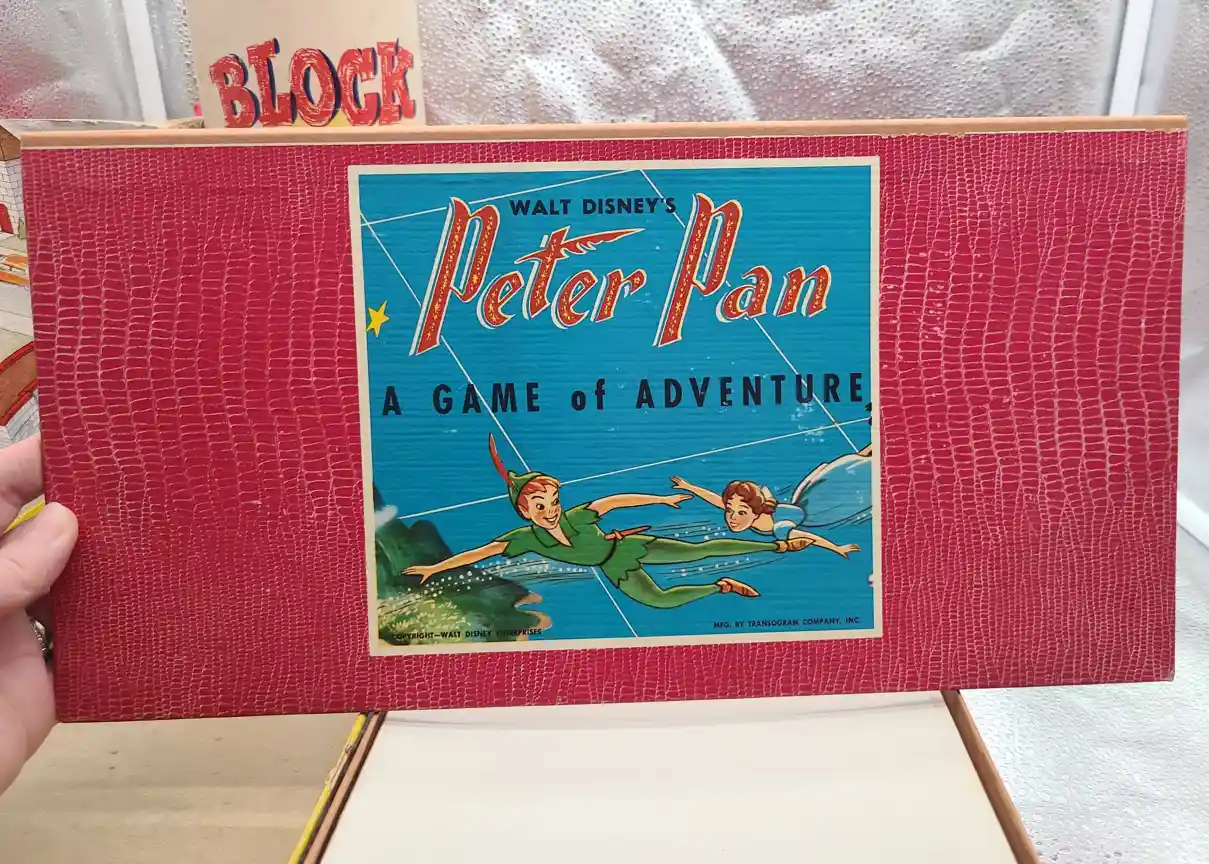 BLOCK
WALT DISNEY'S
Peter Pan
A GAME of ADVENTURE
COPYRIGHT—WALT DISNEY ENTERPRISES
MFG. BY TRANSOGRAM COMPANY, INC.